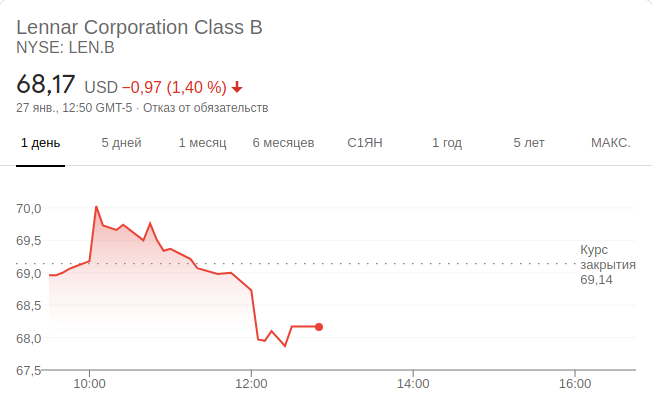 Lennar Corporation Class B
NYSE: LEN.B
68,17 USD −0,97 (1,40 %)
27 янв., 12:50 GMT-5 · Отказ от обязательств
1 день 5 дней 1 месяц 6 месяцев С1ЯН 1 год 5 лет МАКС.
70,0
69,5
Курс
69,0 закрытия
69,14
68,5
68,0
67,5
10:00 12:00 14:00 16:00